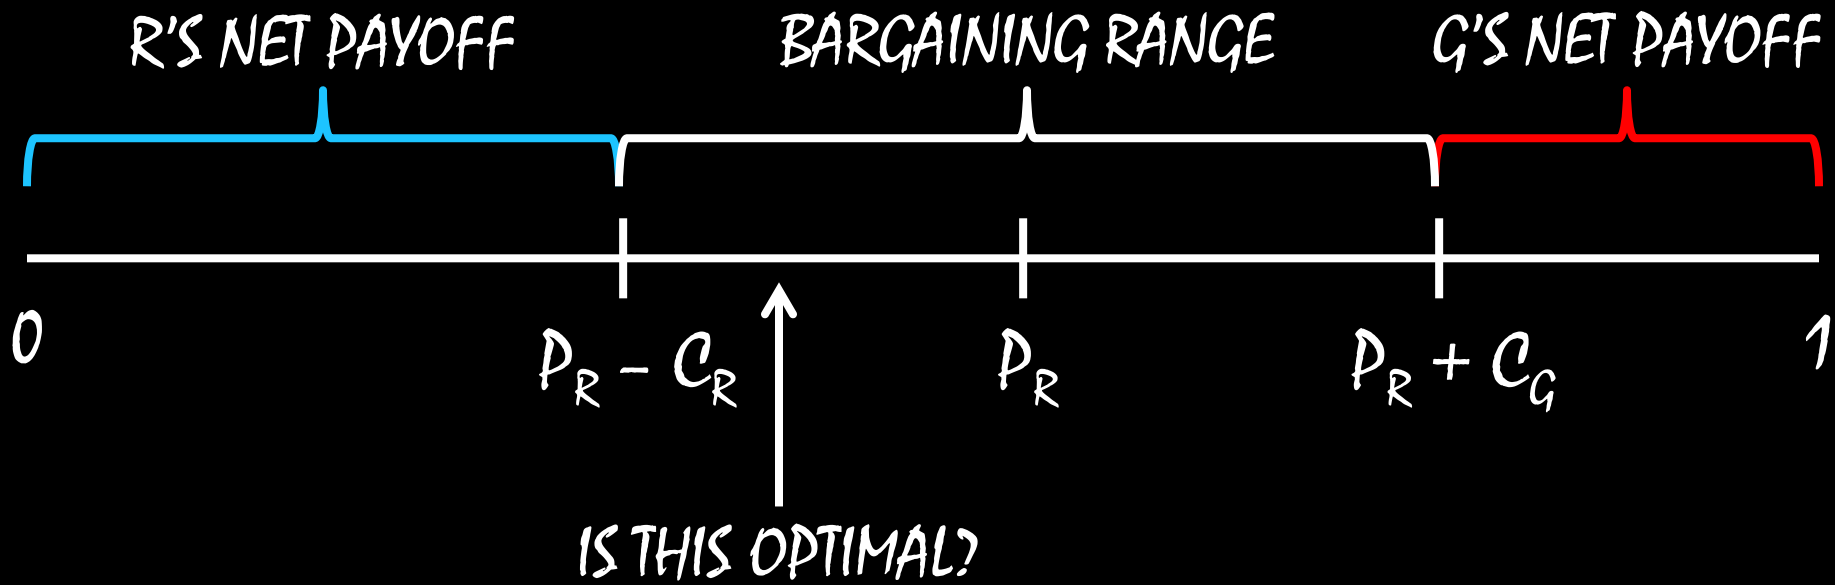 R'S NET PAYOFF
BARGAINING RANGE
G'S NET PAYOFF
0
PR - CR
PR
PR + CG
1
IS THIS OPTIMAL?